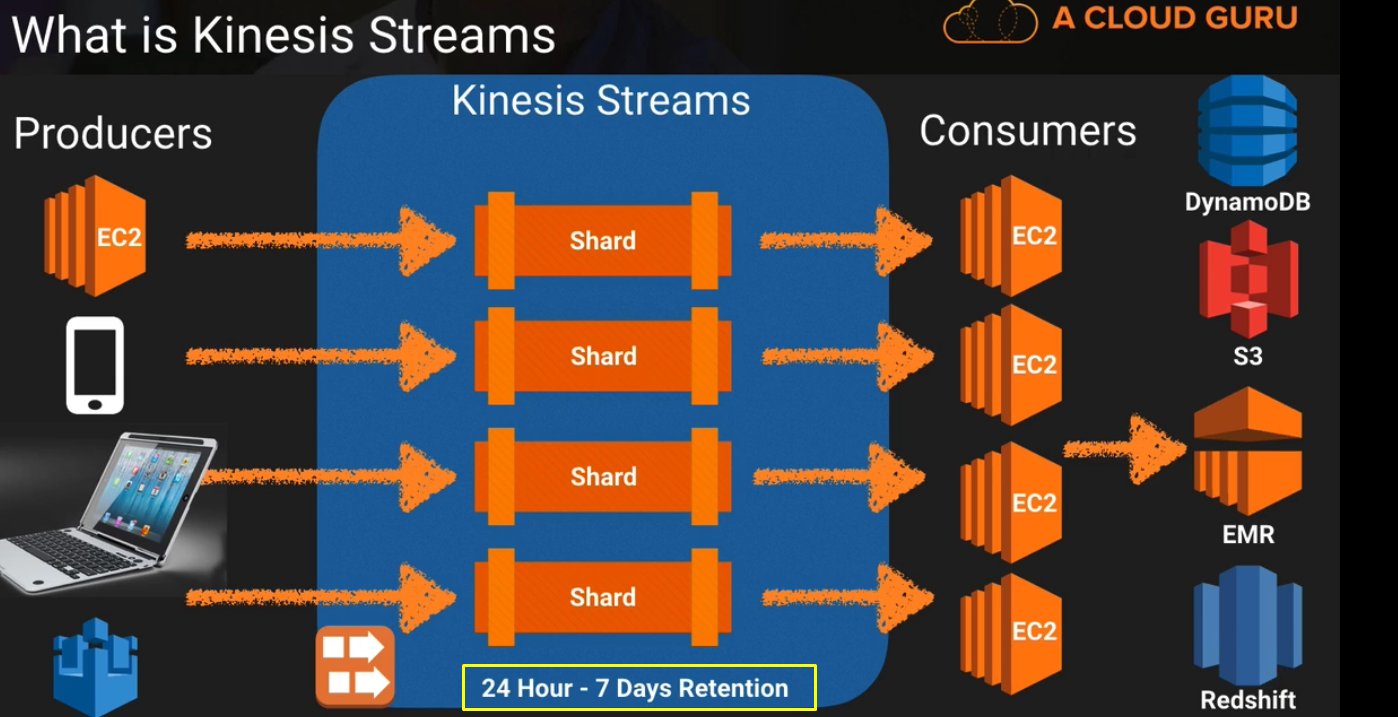 What is Kinesis Streams
A CLOUD GURU
Kinesis Streams
Producers
Consumers
EC2
Shard
EC2
DynamoDB
Shard
EC2
S3
Shard
EC2
EMR
Shard
EC2
24 Hour - 7 Days Retention
Redshift